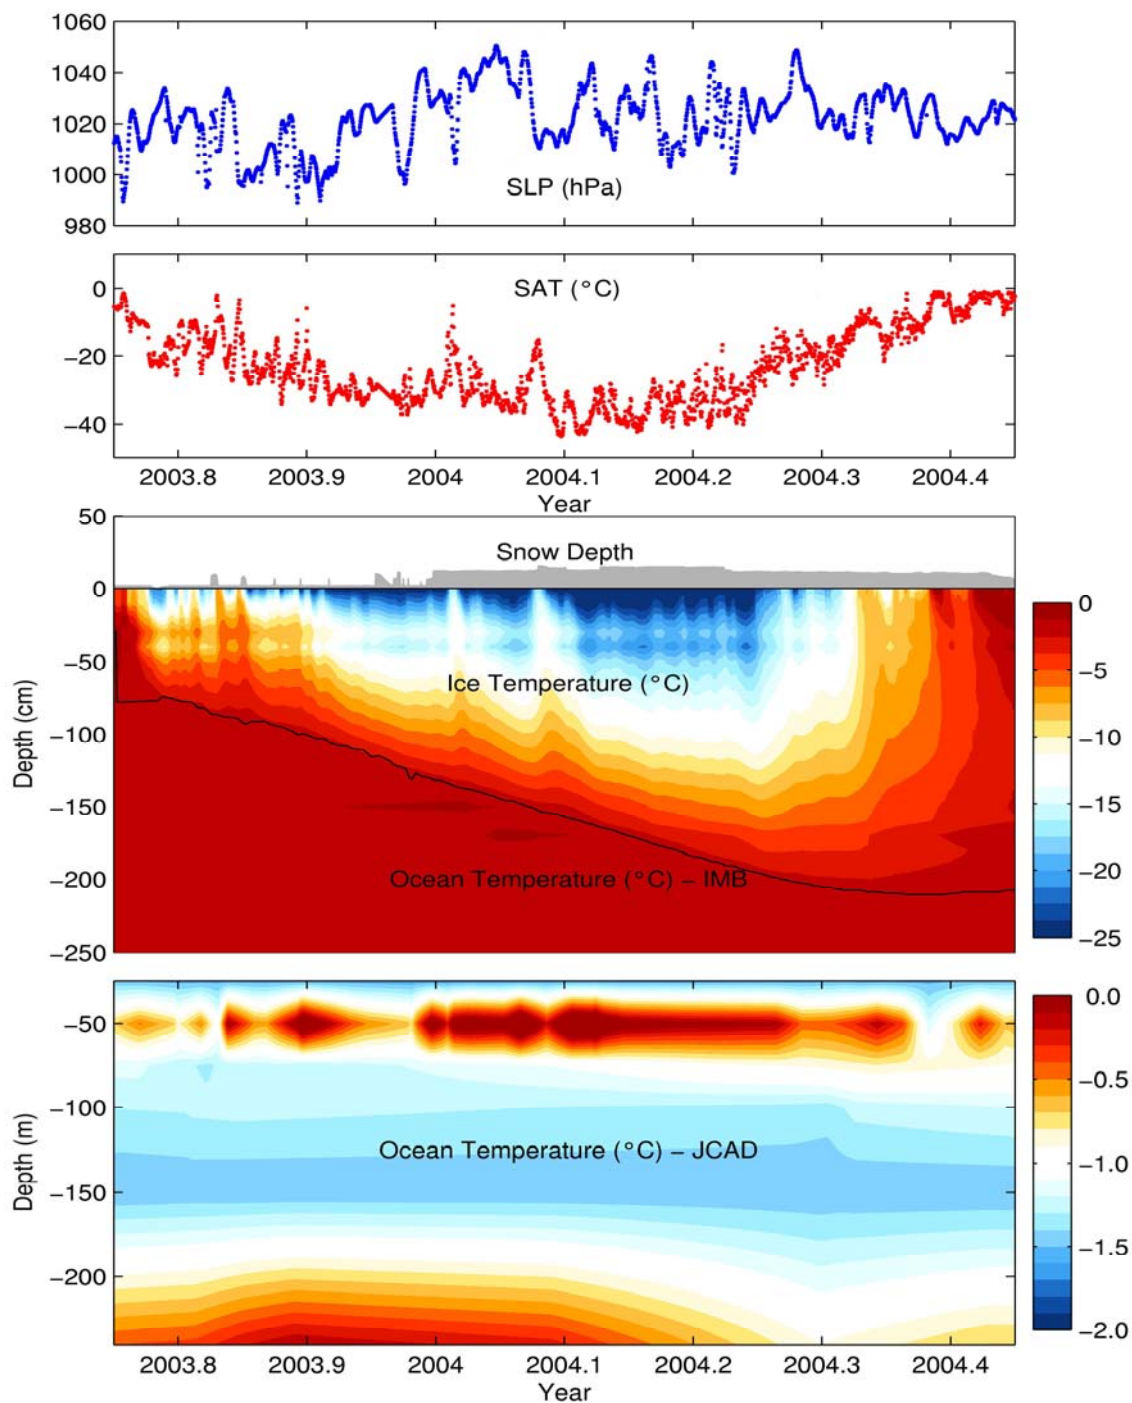 1060
1040
1020
1000
980
SLP (hPa)
0
−20
−40
SAT (°C)
2003.8 2003.9 2004 2004.1 2004.2 2004.3 2004.4
Year
50
0
−50
−100
−150
−200
−250
Depth (cm)
Snow Depth
Ice Temperature (°C)
Ocean Temperature (°C) − IMB
0
−5
−10
−15
−20
−25
−50
−100
−150
−200
Depth (m)
Ocean Temperature (°C) − JCAD
0.0
−0.5
−1.0
−1.5
−2.0
2003.8 2003.9 2004 2004.1 2004.2 2004.3 2004.4
Year